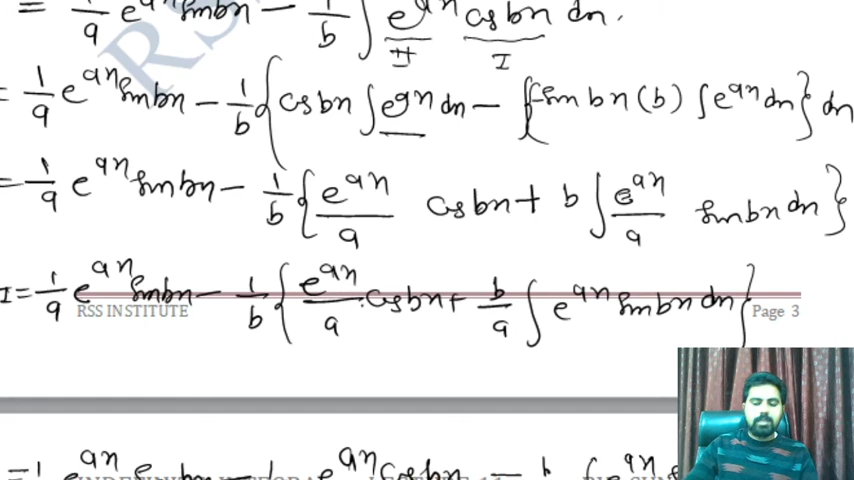 = 1/a e^{ax} sin bx − 1/b ∫ e^{ax} cos bx dx.
II I
= 1/a e^{ax} sin bx − 1/b { cos bx ∫ e^{ax} dx − ∫ { −sin bx (b) ∫ e^{ax} dx } dx
= 1/a e^{ax} sin bx − 1/b { e^{ax}/a cos bx + b ∫ e^{ax}/a sin bx dx }
I = 1/a e^{ax} sin bx − 1/b { e^{ax}/a cos bx + b/a ∫ e^{ax} sin bx dx }
RSS INSTITUTE Page 3